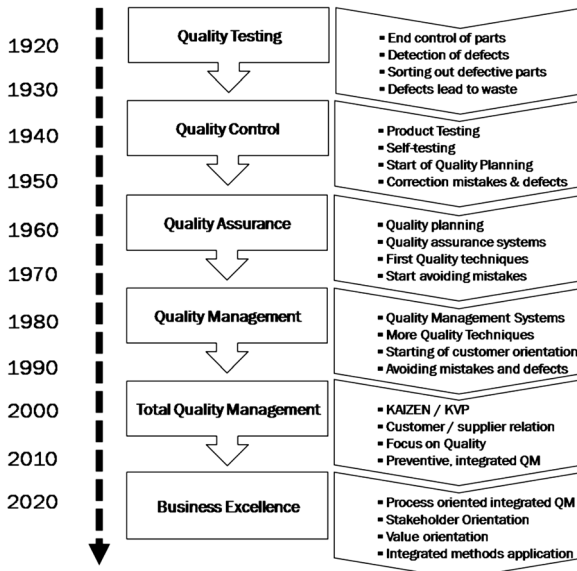 1920
1930
1940
1950
1960
1970
1980
1990
2000
2010
2020
Quality Testing
▪ End control of parts
▪ Detection of defects
▪ Sorting out defective parts
▪ Defects lead to waste
Quality Control
▪ Product Testing
▪ Self-testing
▪ Start of Quality Planning
▪ Correction mistakes & defects
Quality Assurance
▪ Quality planning
▪ Quality assurance systems
▪ First Quality techniques
▪ Start avoiding mistakes
Quality Management
▪ Quality Management Systems
▪ More Quality Techniques
▪ Starting of customer orientation
▪ Avoiding mistakes and defects
Total Quality Management
▪ KAIZEN / KVP
▪ Customer / supplier relation
▪ Focus on Quality
▪ Preventive, integrated QM
Business Excellence
▪ Process oriented integrated QM
▪ Stakeholder Orientation
▪ Value orientation
▪ Integrated methods application